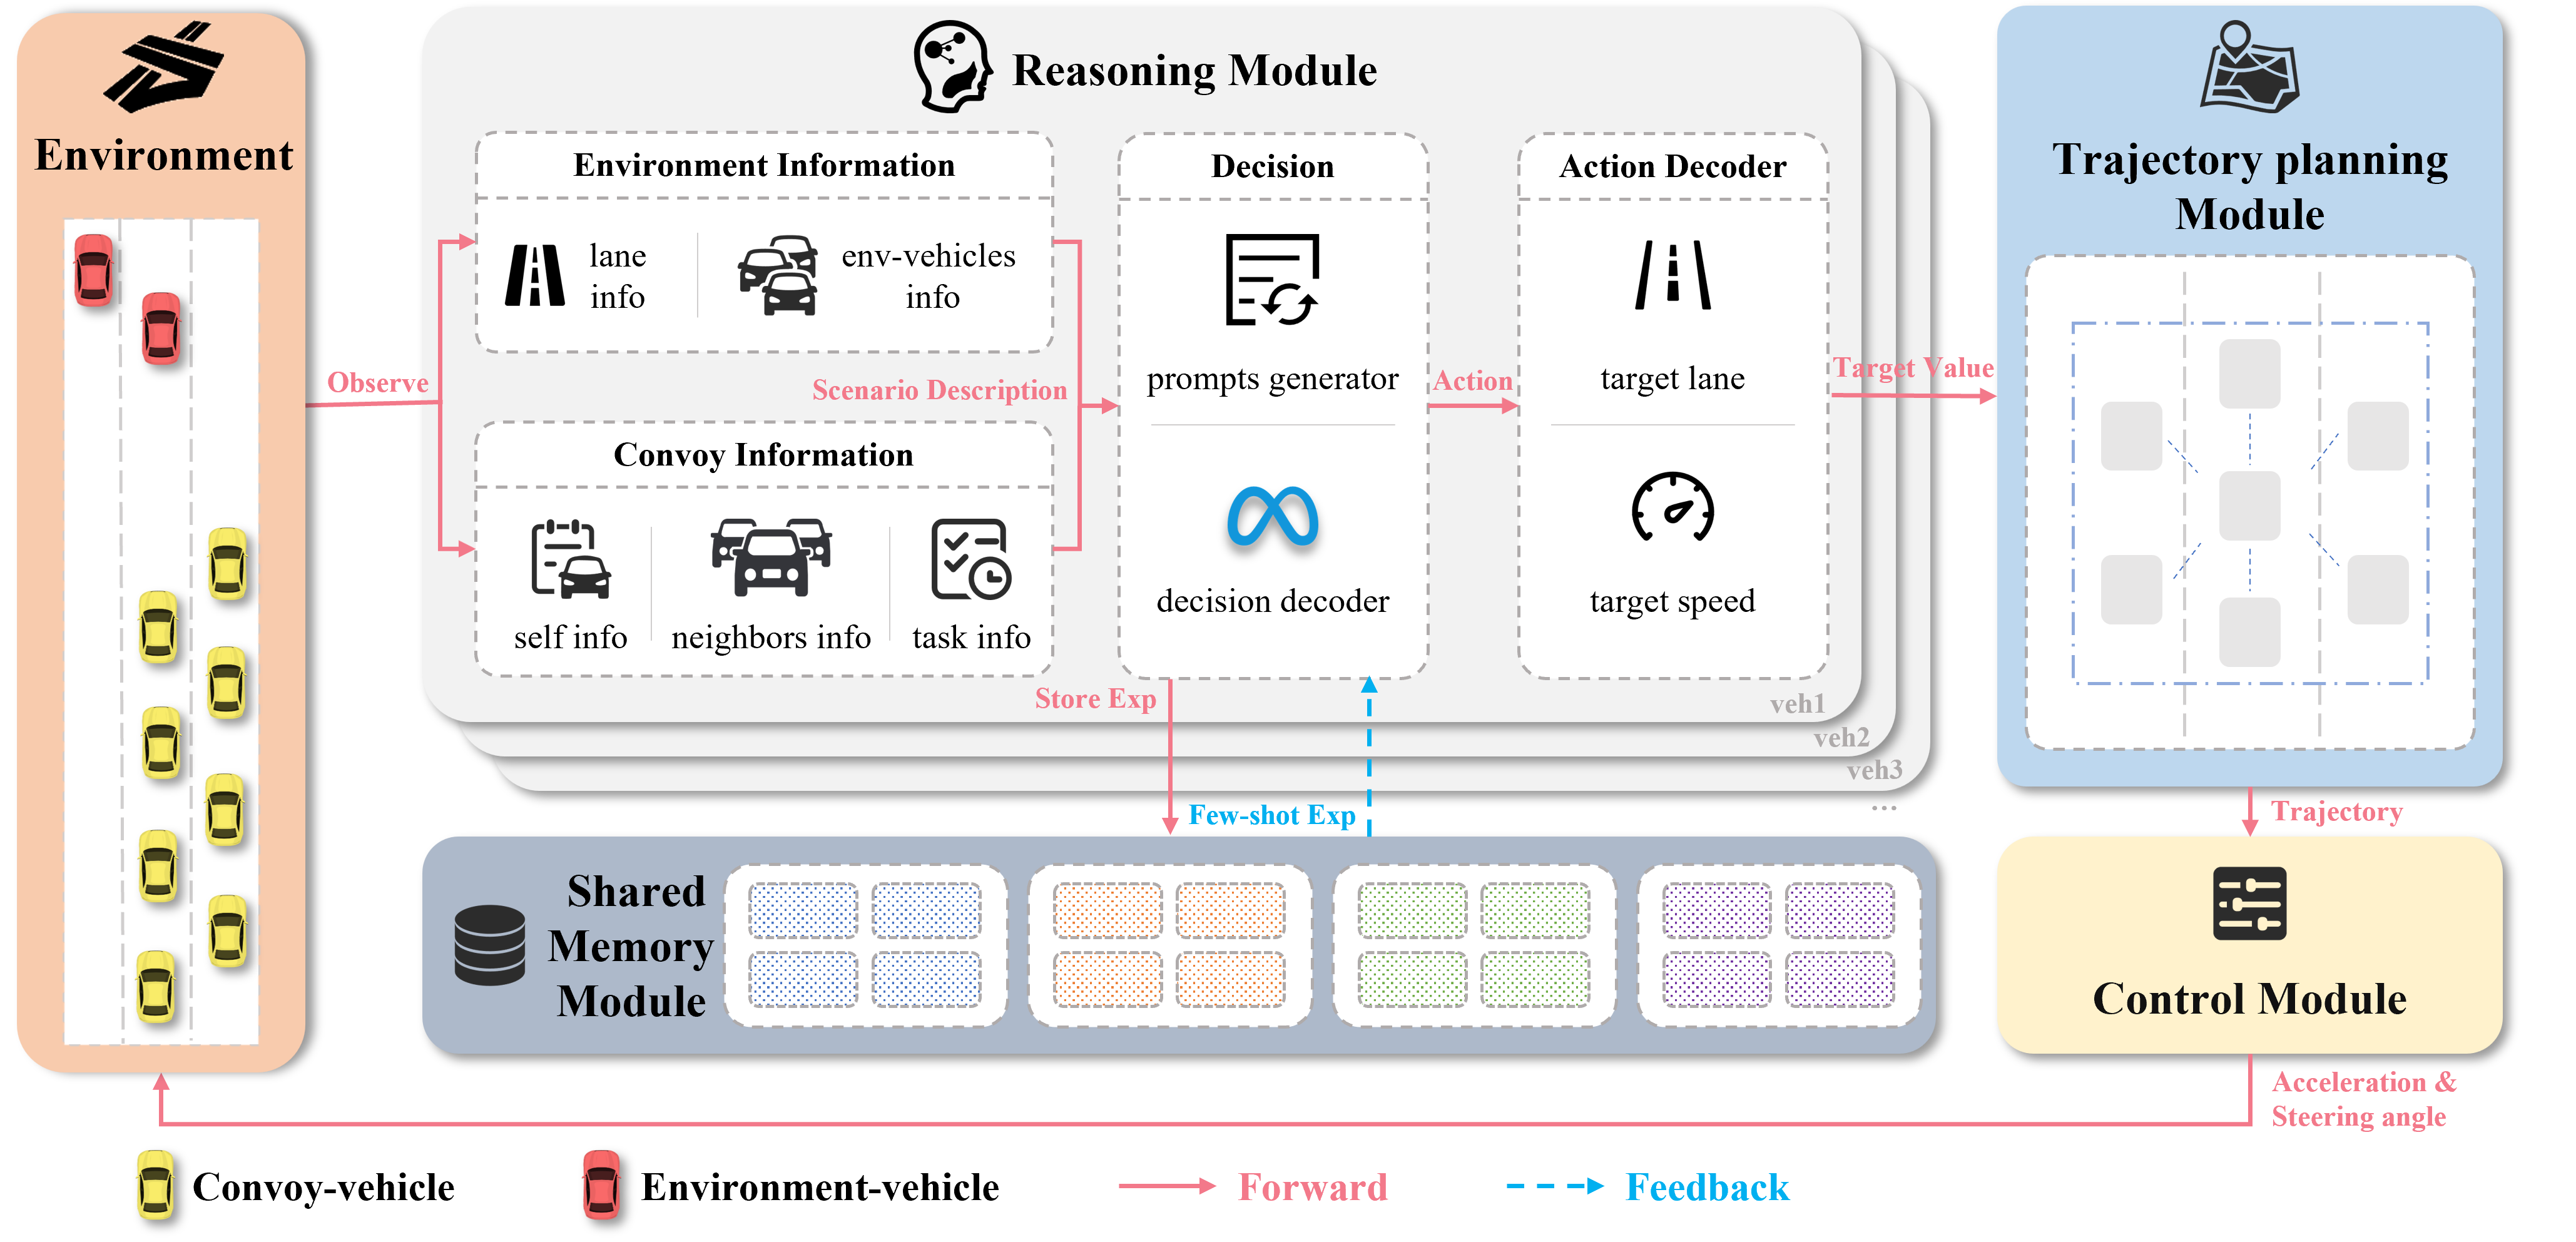 Environment
Reasoning Module
Environment Information
lane
info
env-vehicles
info
Observe
Scenario Description
Convoy Information
self info
neighbors info
task info
Decision
prompts generator
decision decoder
Action
Action Decoder
target lane
target speed
Target Value
veh1
veh2
veh3
...
Store Exp
Few-shot Exp
Shared
Memory
Module
Trajectory planning
Module
Trajectory
Control Module
Acceleration &
Steering angle
Convoy-vehicle
Environment-vehicle
Forward
Feedback